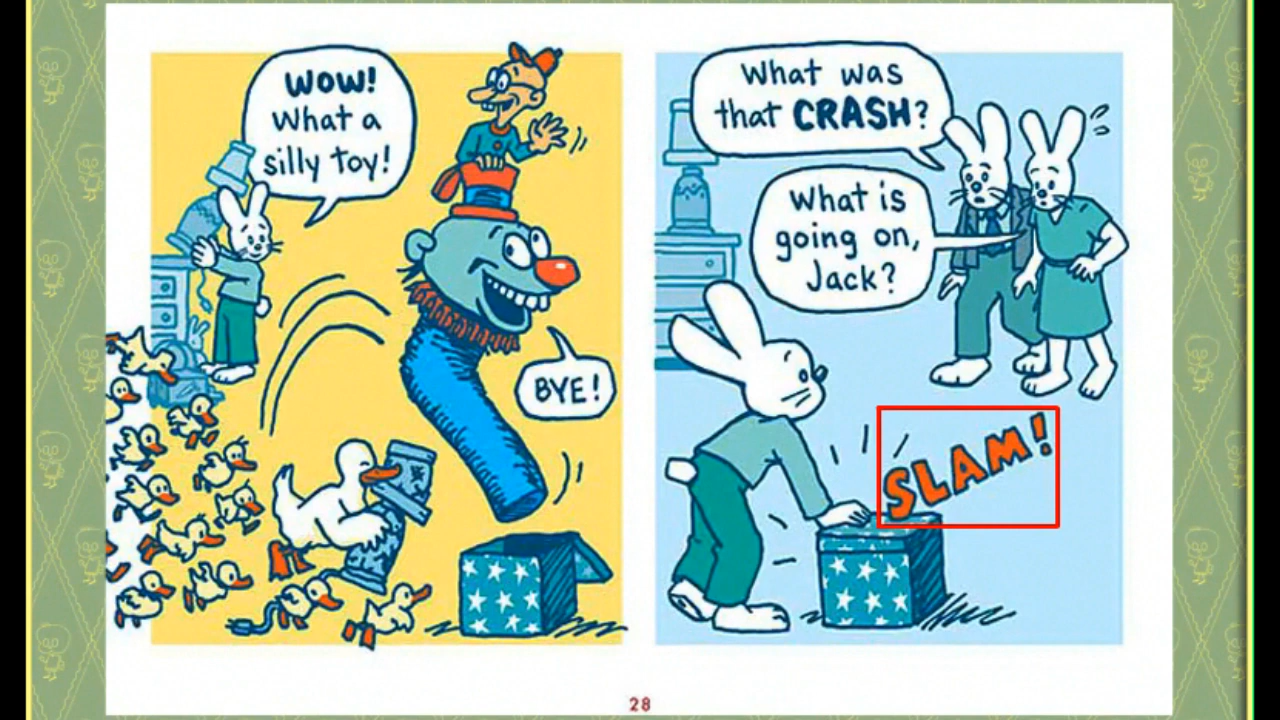 WOW!
What a
silly toy!
BYE!
What was
that CRASH?
What is
going on,
Jack?
SLAM!
28